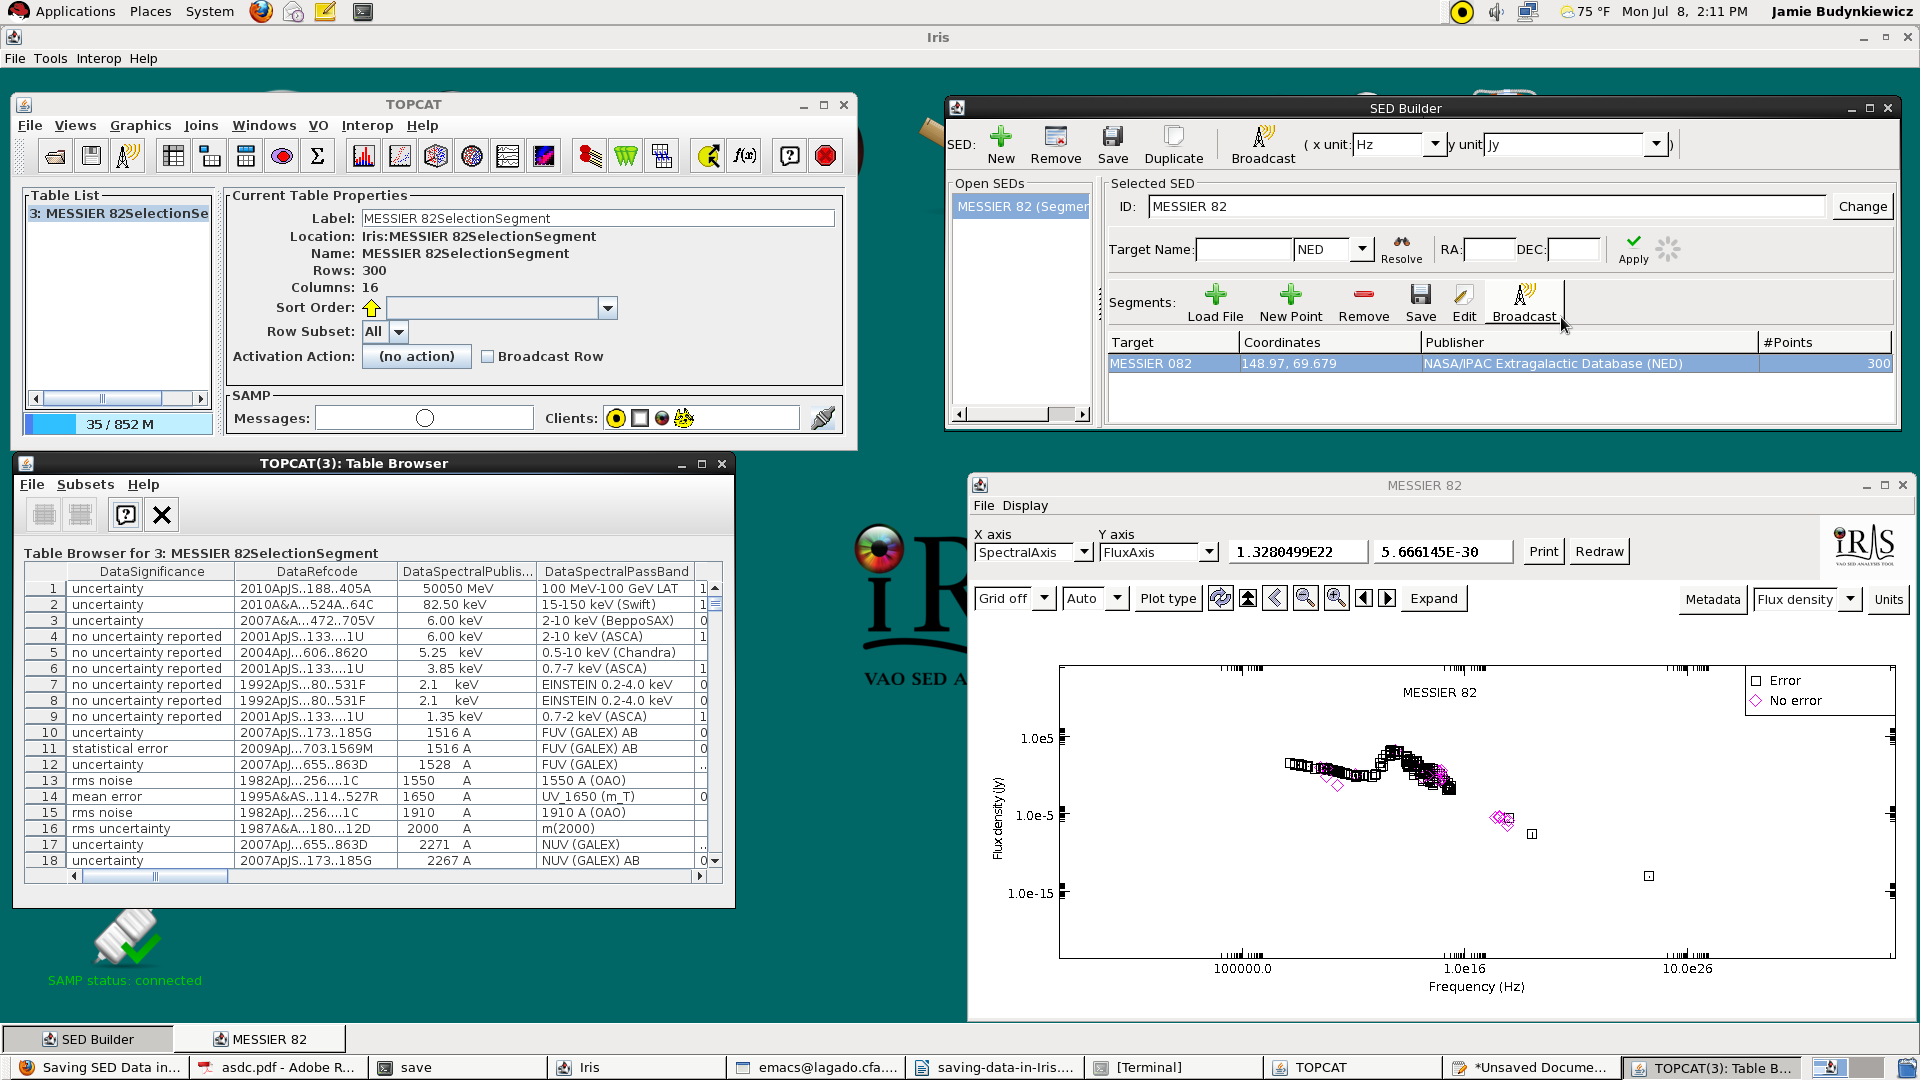 Applications Places System 75 °F Mon Jul 8, 2:11 PM Jamie Budynkiewicz
Iris
File Tools Interop Help
TOPCAT
File Views Graphics Joins Windows VO Interop Help
Table List
3: MESSIER 82SelectionSe
35 / 852 M
Current Table Properties
Label: MESSIER 82SelectionSegment
Location: Iris:MESSIER 82SelectionSegment
Name: MESSIER 82SelectionSegment
Rows: 300
Columns: 16
Sort Order:
Row Subset: All
Activation Action: (no action) Broadcast Row
SAMP
Messages: Clients:
SED Builder
SED: New Remove Save Duplicate Broadcast ( x unit: Hz y unit Jy )
Open SEDs
MESSIER 82 (Segmer
Selected SED
ID: MESSIER 82 Change
Target Name: NED Resolve RA: DEC: Apply
Segments: Load File New Point Remove Save Edit Broadcast
Target Coordinates Publisher #Points
MESSIER 082 148.97, 69.679 NASA/IPAC Extragalactic Database (NED) 300
TOPCAT(3): Table Browser
File Subsets Help
Table Browser for 3: MESSIER 82SelectionSegment
DataSignificance DataRefcode DataSpectralPublis... DataSpectralPassBand
1 uncertainty 2010ApJS..188..405A 50050 MeV 100 MeV-100 GeV LAT 1
2 uncertainty 2010A&A...524A..64C 82.50 keV 15-150 keV (Swift) 1
3 uncertainty 2007A&A...472..705V 6.00 keV 2-10 keV (BeppoSAX) 0
4 no uncertainty reported 2001ApJS..133....1U 6.00 keV 2-10 keV (ASCA) 1
5 no uncertainty reported 2004ApJ...606..862O 5.25 keV 0.5-10 keV (Chandra)
6 no uncertainty reported 2001ApJS..133....1U 3.85 keV 0.7-7 keV (ASCA) 1
7 no uncertainty reported 1992ApJS...80..531F 2.1 keV EINSTEIN 0.2-4.0 keV 0
8 no uncertainty reported 1992ApJS...80..531F 2.1 keV EINSTEIN 0.2-4.0 keV 0
9 no uncertainty reported 2001ApJS..133....1U 1.35 keV 0.7-2 keV (ASCA) 1
10 uncertainty 2007ApJS..173..185G 1516 A FUV (GALEX) AB 0
11 statistical error 2009ApJ...703.1569M 1516 A FUV (GALEX) AB 0
12 uncertainty 2007ApJ...655..863D 1528 A FUV (GALEX) ..
13 rms noise 1982ApJ...256....1C 1550 A 1550 A (OAO)
14 mean error 1995A&AS..114..527R 1650 A UV_1650 (m_T) 0
15 rms noise 1982ApJ...256....1C 1910 A 1910 A (OAO)
16 rms uncertainty 1987A&A...180...12D 2000 A m(2000)
17 uncertainty 2007ApJ...655..863D 2271 A NUV (GALEX) ..
18 uncertainty 2007ApJS..173..185G 2267 A NUV (GALEX) AB 0
iR
VAO SED A
MESSIER 82
File Display
X axis Y axis
SpectralAxis FluxAxis 1.3280499E22 5.666145E-30 Print Redraw
IRIS
VAO SED ANALYSIS TOOL
Grid off Auto Plot type Expand Metadata Flux density Units
MESSIER 82
Error
No error
1.0e5
1.0e-5
1.0e-15
Flux density (Jy)
100000.0 1.0e16 10.0e26
Frequency (Hz)
SAMP status: connected
SED Builder MESSIER 82
Saving SED Data in... asdc.pdf - Adobe R... save Iris emacs@lagado.cfa.... saving-data-in-Iris.... [Terminal] TOPCAT *Unsaved Docume... TOPCAT(3): Table B...